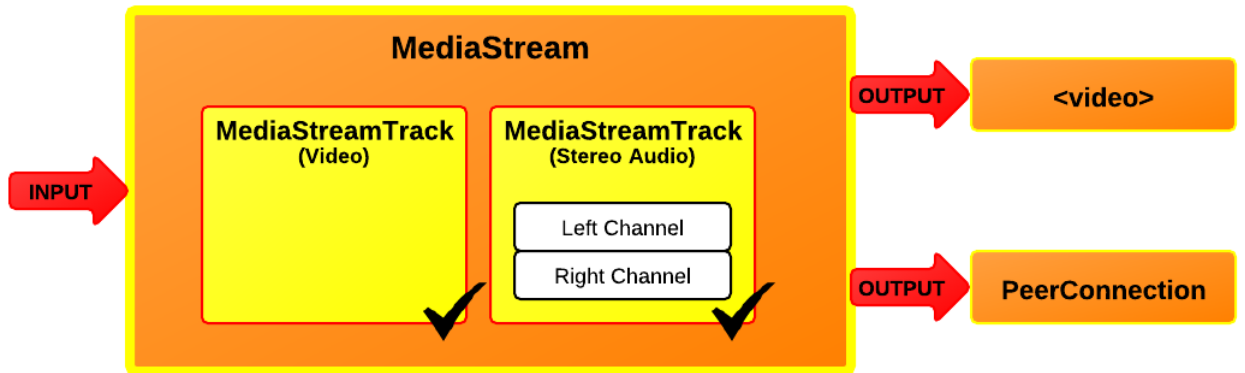 MediaStream
MediaStreamTrack
(Video)
MediaStreamTrack
(Stereo Audio)
Left Channel
Right Channel
INPUT
OUTPUT
<video>
OUTPUT
PeerConnection